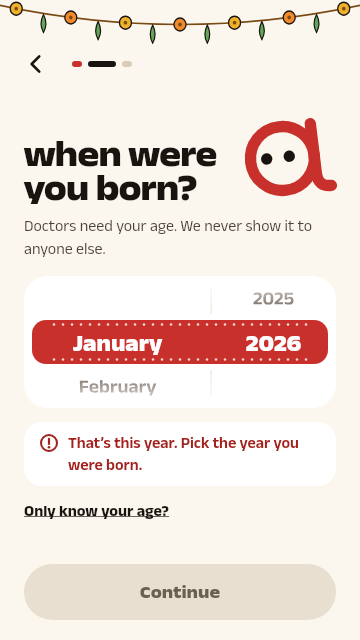 when were
you born?
Doctors need your age. We never show it to
anyone else.
2025
January 2026
February
That's this year. Pick the year you
were born.
Only know your age?
Continue